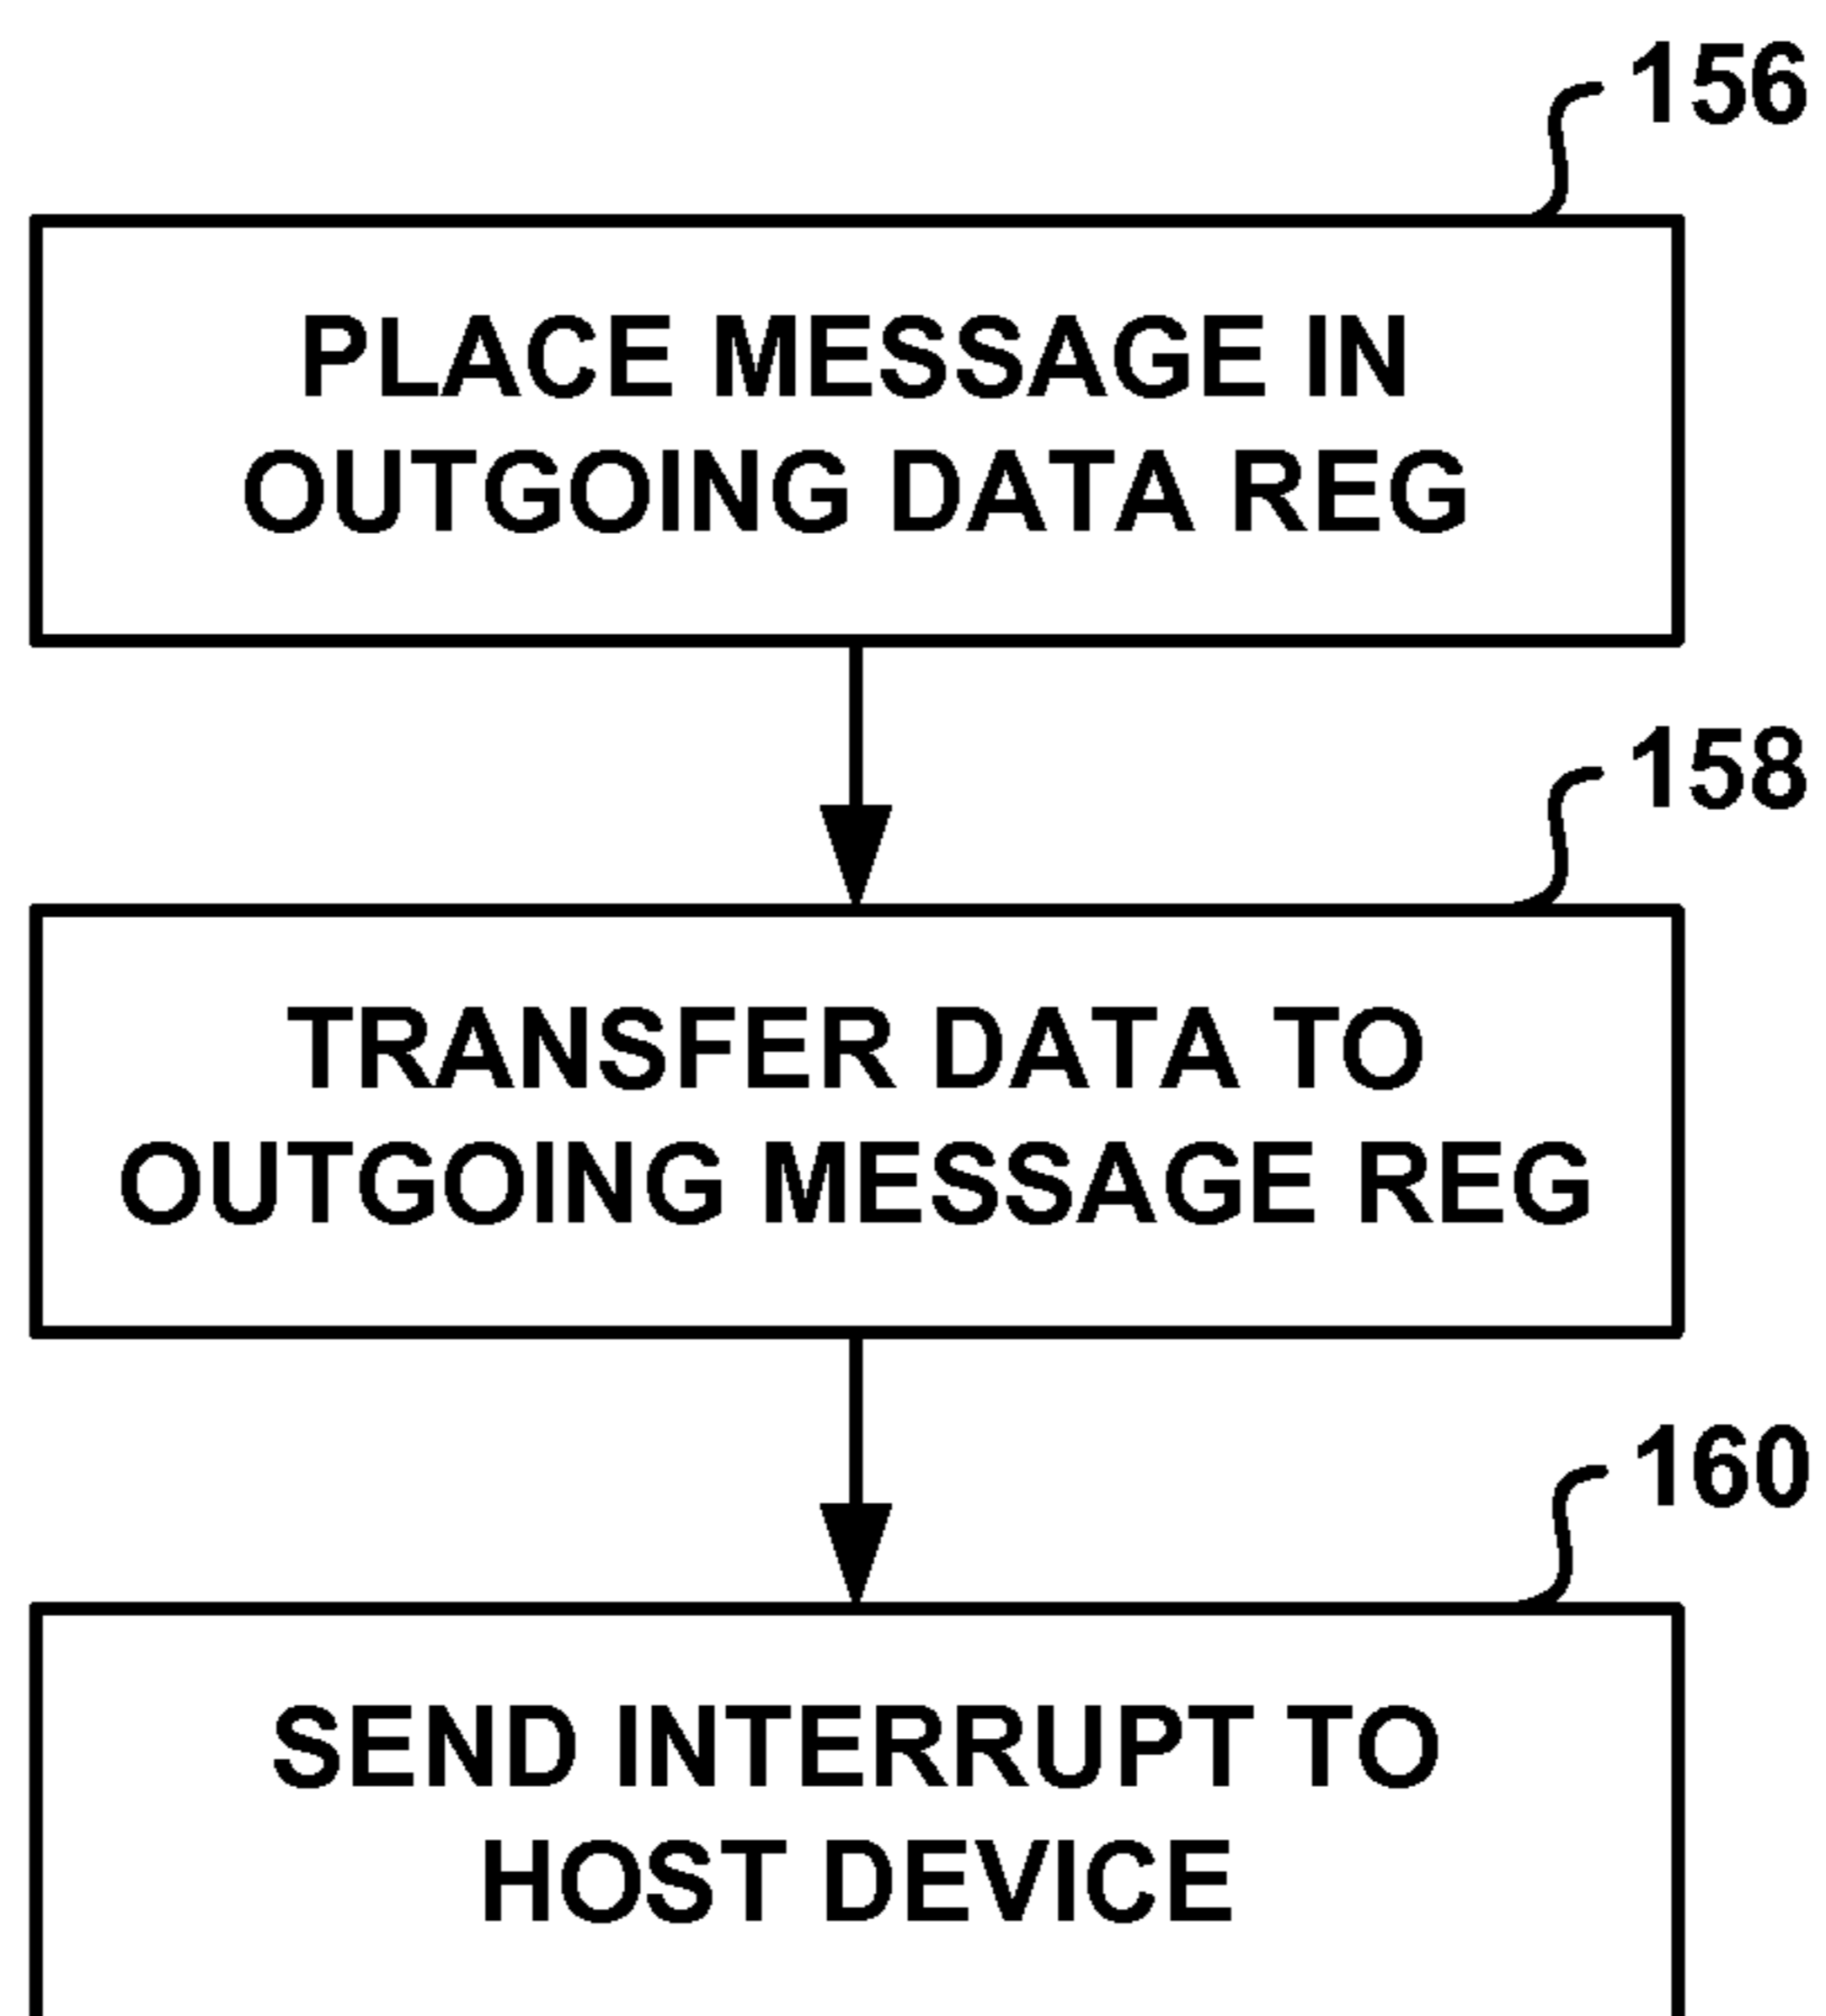 156
PLACE MESSAGE IN
OUTGOING DATA REG
158
TRANSFER DATA TO
OUTGOING MESSAGE REG
160
SEND INTERRUPT TO
HOST DEVICE